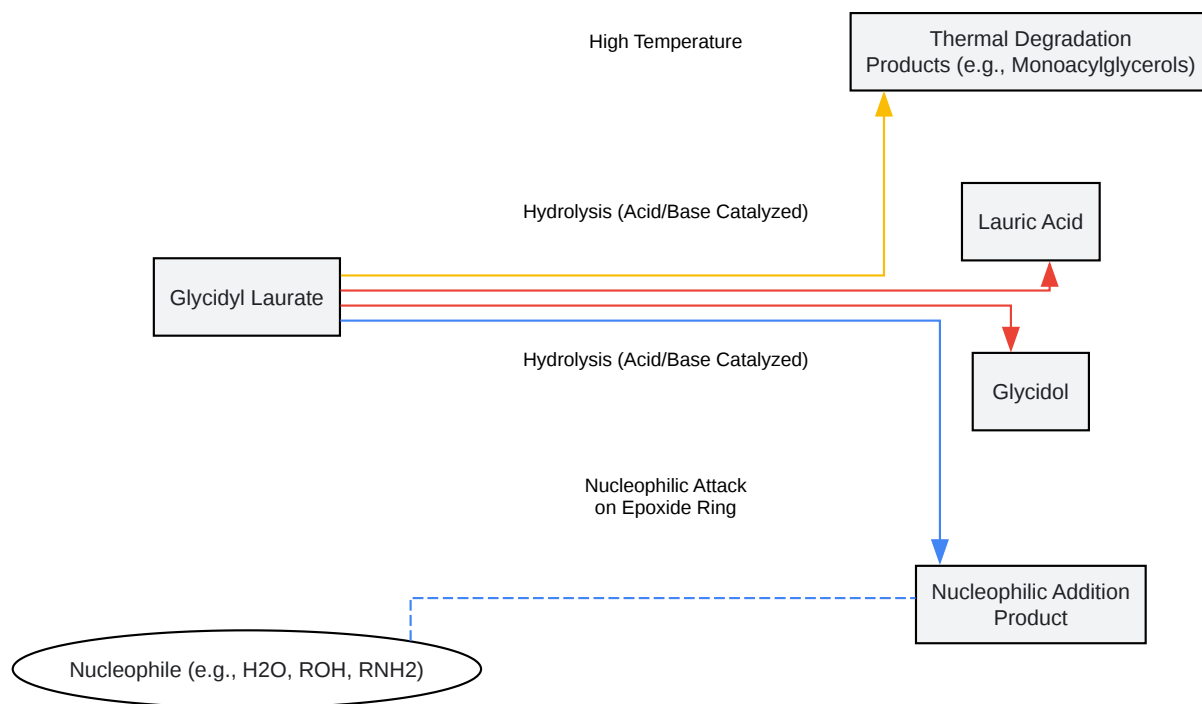 High Temperature
Thermal Degradation
Products (e.g., Monoacylglycerols)
Hydrolysis (Acid/Base Catalyzed)
Lauric Acid
Glycidyl Laurate
Hydrolysis (Acid/Base Catalyzed)
Glycidol
Nucleophilic Attack
on Epoxide Ring
Nucleophilic Addition
Product
Nucleophile (e.g., H2O, ROH, RNH2)